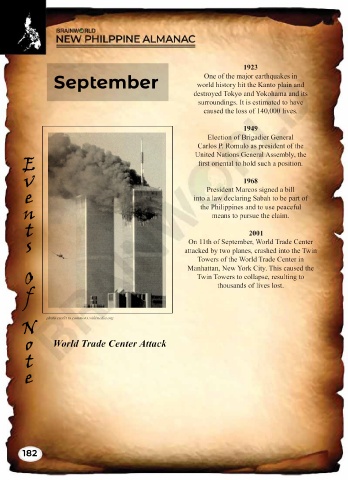 BRAINWORLD
NEW PHILPPINE ALMANAC
September
Events Of Note
World Trade Center Attack
1923
One of the major earthquakes in
world history hit the Kanto plain and
destroyed Tokyo and Yokohama and its
surroundings. It is estimated to have
caused the loss of 140,000 lives.
1949
Election of Brigadier General
Carlos P. Romulo as president of the
United Nations General Assembly, the
first oriental to hold such a position.
1968
President Marcos signed a bill
into a law declaring Sabah to be part of
the Philippines and to use peaceful
means to pursue the claim.
2001
On 11th of September, World Trade Center
attacked by two planes, crashed into the Twin
Towers of the World Trade Center in
Manhattan, New York City. This caused the
Twin Towers to collapse, resulting to
thousands of lives lost.
182